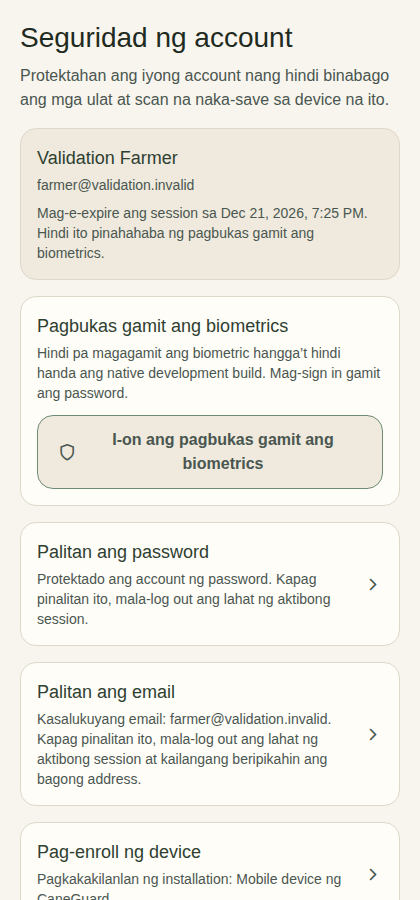 Seguridad ng account
Protektahan ang iyong account nang hindi binabago
ang mga ulat at scan na naka-save sa device na ito.
Validation Farmer
farmer@validation.invalid
Mag-e-expire ang session sa Dec 21, 2026, 7:25 PM.
Hindi ito pinahahaba ng pagbukas gamit ang
biometrics.
Pagbukas gamit ang biometrics
Hindi pa magagamit ang biometric hangga’t hindi
handa ang native development build. Mag-sign in gamit
ang password.
I-on ang pagbukas gamit ang
biometrics
Palitan ang password
Protektado ang account ng password. Kapag
pinalitan ito, mala-log out ang lahat ng aktibong
session.
Palitan ang email
Kasalukuyang email: farmer@validation.invalid.
Kapag pinalitan ito, mala-log out ang lahat ng
aktibong session at kailangang beripikahin ang
bagong address.
Pag-enroll ng device
Pagkakakilanlan ng installation: Mobile device ng
CaneGuard